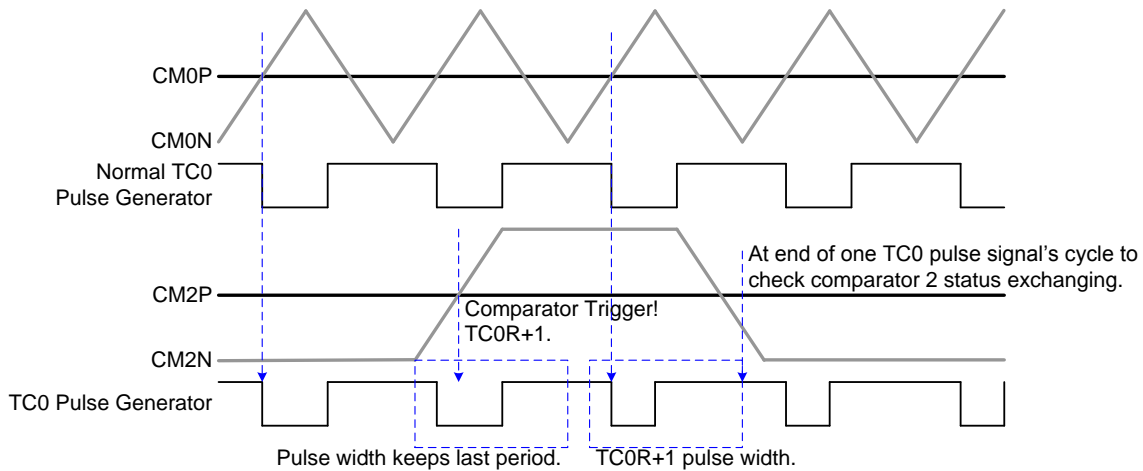 CM0P
CM0N
Normal TC0
Pulse Generator
At end of one TC0 pulse signal's cycle to
check comparator 2 status exchanging.
CM2P
Comparator Trigger!
TC0R+1.
CM2N
TC0 Pulse Generator
Pulse width keeps last period.
TC0R+1 pulse width.